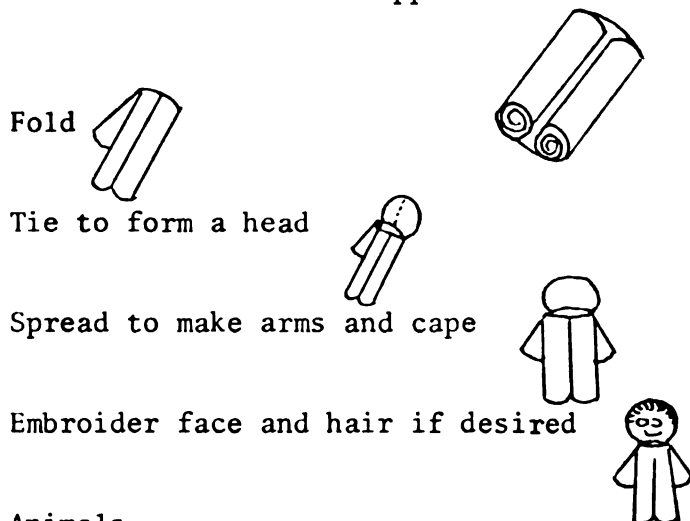 Fold
Tie to form a head
Spread to make arms and cape
Embroider face and hair if desired
Animals